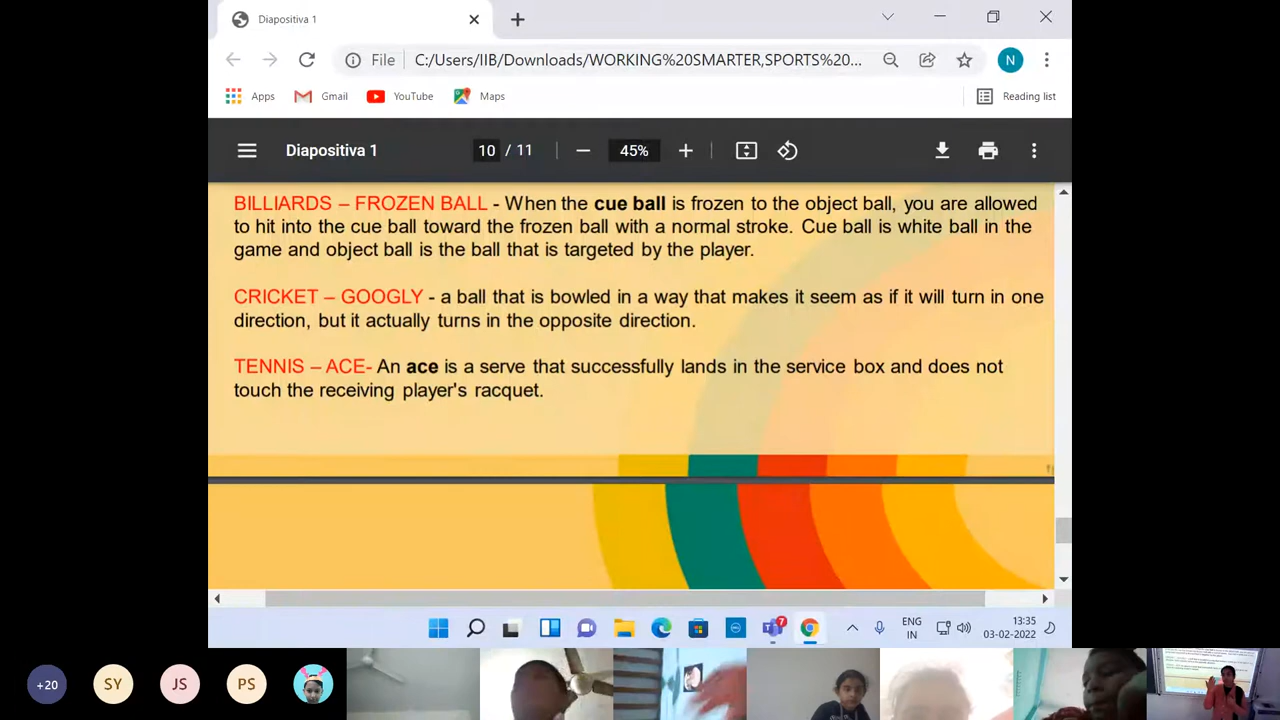 Diapositiva 1
File
C:/Users/IIB/Downloads/WORKING%20SMARTER,SPORTS%20...
N
Apps
Gmail
YouTube
Maps
Reading list
Diapositiva 1
10 / 11
45%
BILLIARDS – FROZEN BALL - When the cue ball is frozen to the object ball, you are allowed
to hit into the cue ball toward the frozen ball with a normal stroke. Cue ball is white ball in the
game and object ball is the ball that is targeted by the player.
CRICKET – GOOGLY - a ball that is bowled in a way that makes it seem as if it will turn in one
direction, but it actually turns in the opposite direction.
TENNIS – ACE- An ace is a serve that successfully lands in the service box and does not
touch the receiving player's racquet.
7
ENG
IN
13:35
03-02-2022
+20
SY
JS
PS